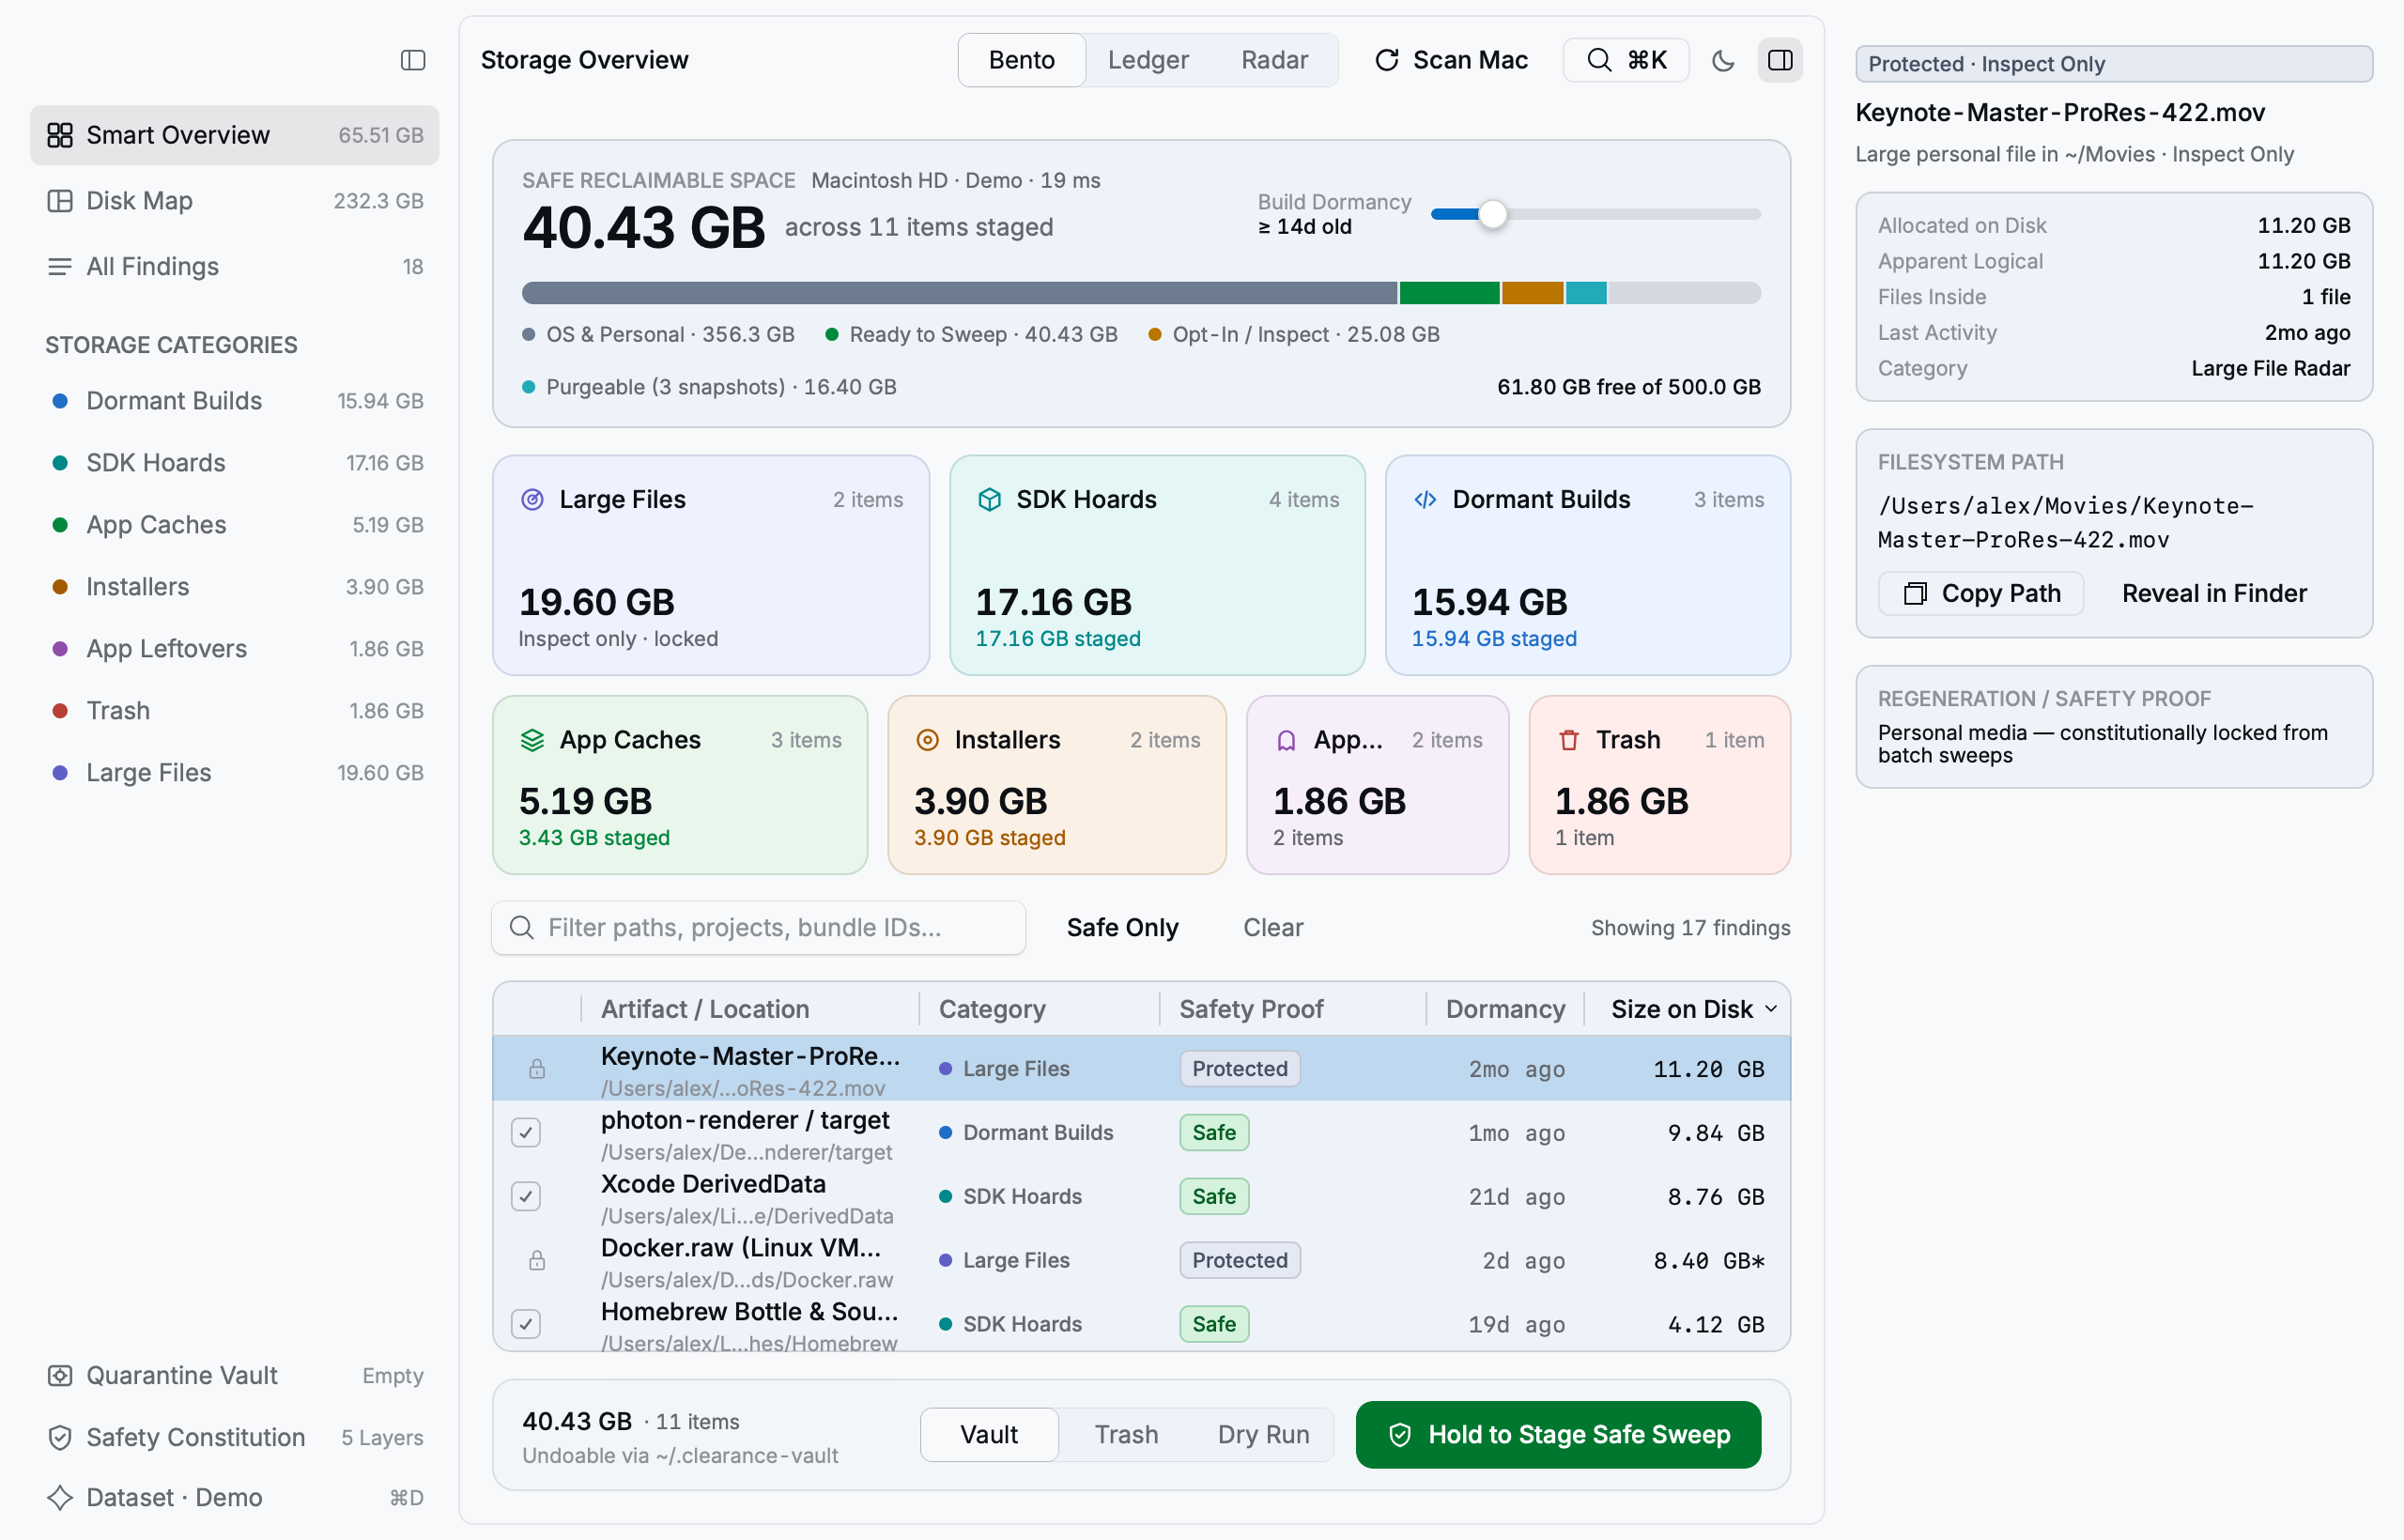 Smart Overview 65.51 GB
Disk Map 232.3 GB
All Findings 18
STORAGE CATEGORIES
Dormant Builds 15.94 GB
SDK Hoards 17.16 GB
App Caches 5.19 GB
Installers 3.90 GB
App Leftovers 1.86 GB
Trash 1.86 GB
Large Files 19.60 GB
Quarantine Vault Empty
Safety Constitution 5 Layers
Dataset · Demo ⌘D
Storage Overview Bento Ledger Radar Scan Mac ⌘K
SAFE RECLAIMABLE SPACE Macintosh HD · Demo · 19 ms
40.43 GB across 11 items staged
Build Dormancy
≥ 14d old
OS & Personal · 356.3 GB Ready to Sweep · 40.43 GB Opt-In / Inspect · 25.08 GB
Purgeable (3 snapshots) · 16.40 GB 61.80 GB free of 500.0 GB
Large Files 2 items
19.60 GB
Inspect only · locked
SDK Hoards 4 items
17.16 GB
17.16 GB staged
Dormant Builds 3 items
15.94 GB
15.94 GB staged
App Caches 3 items
5.19 GB
3.43 GB staged
Installers 2 items
3.90 GB
3.90 GB staged
App... 2 items
1.86 GB
2 items
Trash 1 item
1.86 GB
1 item
Filter paths, projects, bundle IDs... Safe Only Clear Showing 17 findings
Artifact / Location Category Safety Proof Dormancy Size on Disk
Keynote-Master-ProRe... Large Files Protected 2mo ago 11.20 GB
/Users/alex/...oRes-422.mov
photon-renderer / target Dormant Builds Safe 1mo ago 9.84 GB
/Users/alex/De...nderer/target
Xcode DerivedData SDK Hoards Safe 21d ago 8.76 GB
/Users/alex/Li...e/DerivedData
Docker.raw (Linux VM... Large Files Protected 2d ago 8.40 GB*
/Users/alex/D...ds/Docker.raw
Homebrew Bottle & Sou... SDK Hoards Safe 19d ago 4.12 GB
/Users/alex/L...hes/Homebrew
40.43 GB · 11 items
Undoable via ~/.clearance-vault
Vault Trash Dry Run Hold to Stage Safe Sweep
Protected · Inspect Only
Keynote-Master-ProRes-422.mov
Large personal file in ~/Movies · Inspect Only
Allocated on Disk 11.20 GB
Apparent Logical 11.20 GB
Files Inside 1 file
Last Activity 2mo ago
Category Large File Radar
FILESYSTEM PATH
/Users/alex/Movies/Keynote-
Master-ProRes-422.mov
Copy Path Reveal in Finder
REGENERATION / SAFETY PROOF
Personal media — constitutionally locked from
batch sweeps